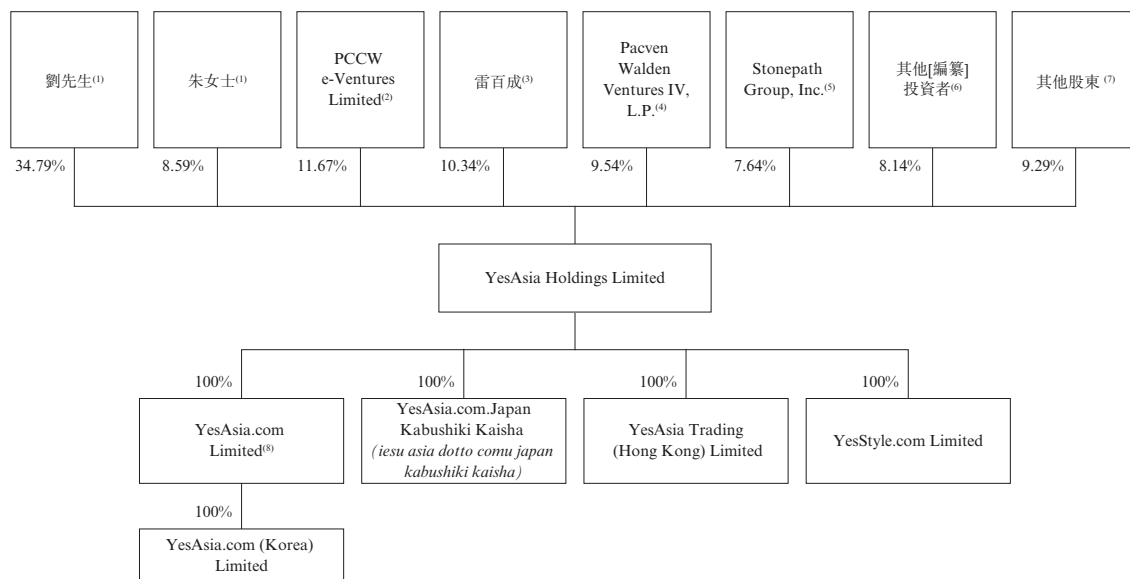 劉先生(1)
朱女士(1)
PCCW
e-Ventures
Limited(2)
雷百成(3)
Pacven
Walden
Ventures IV,
L.P.(4)
Stonepath
Group, Inc.(5)
其他[編纂]
投資者(6)
其他股東 (7)
34.79%
8.59%
11.67%
10.34%
9.54%
7.64%
8.14%
9.29%
YesAsia Holdings Limited
100%
100%
100%
100%
YesAsia.com
Limited(8)
YesAsia.com.Japan
Kabushiki Kaisha
(iesu asia dotto comu japan
kabushiki kaisha)
YesAsia Trading
(Hong Kong) Limited
YesStyle.com Limited
100%
YesAsia.com (Korea)
Limited